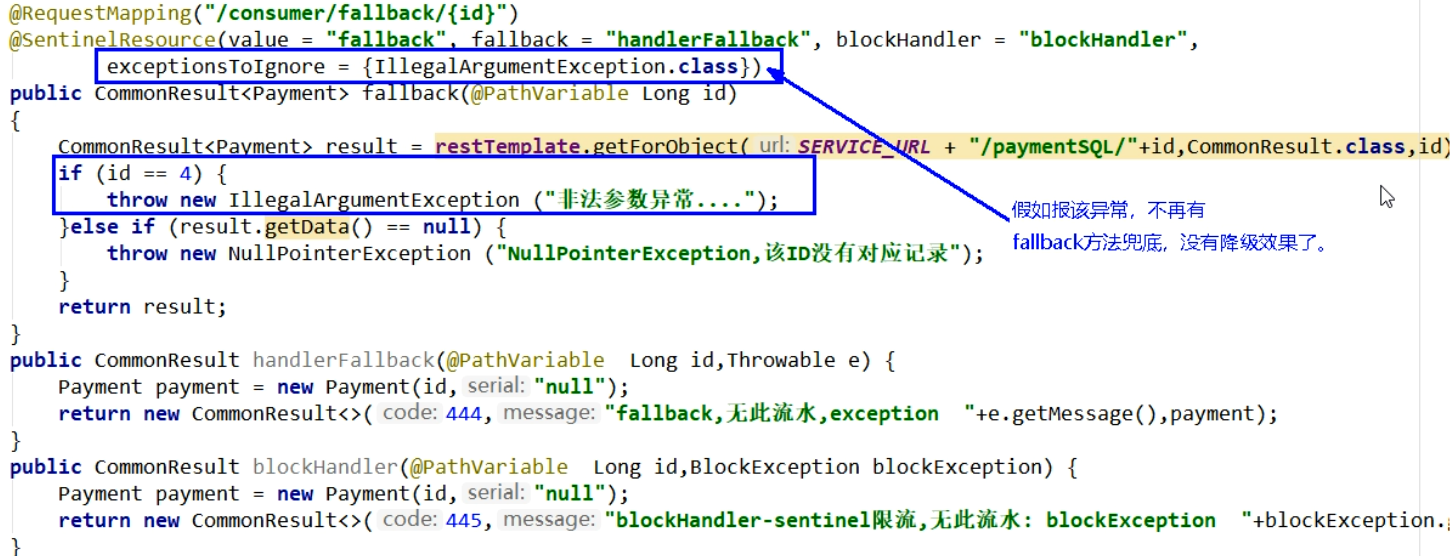 @RequestMapping("/consumer/fallback/{id}")
@SentinelResource(value = "fallback", fallback = "handlerFallback", blockHandler = "blockHandler",
exceptionsToIgnore = {IllegalArgumentException.class})
public CommonResult<Payment> fallback(@PathVariable Long id)
{
CommonResult<Payment> result = restTemplate.getForObject( url: SERVICE_URL + "/paymentSQL/"+id,CommonResult.class,id)
if (id == 4) {
throw new IllegalArgumentException ("非法参数异常....");
}else if (result.getData() == null) {
throw new NullPointerException ("NullPointerException,该ID没有对应记录");
}
return result;
}
假如报该异常，不再有
fallback方法兜底，没有降级效果了。
public CommonResult handlerFallback(@PathVariable  Long id,Throwable e) {
Payment payment = new Payment(id, serial: "null");
return new CommonResult<>( code: 444, message: "fallback,无此流水,exception  "+e.getMessage(),payment);
}
public CommonResult blockHandler(@PathVariable  Long id,BlockException blockException) {
Payment payment = new Payment(id, serial: "null");
return new CommonResult<>( code: 445, message: "blockHandler-sentinel限流,无此流水: blockException  "+blockException.
}